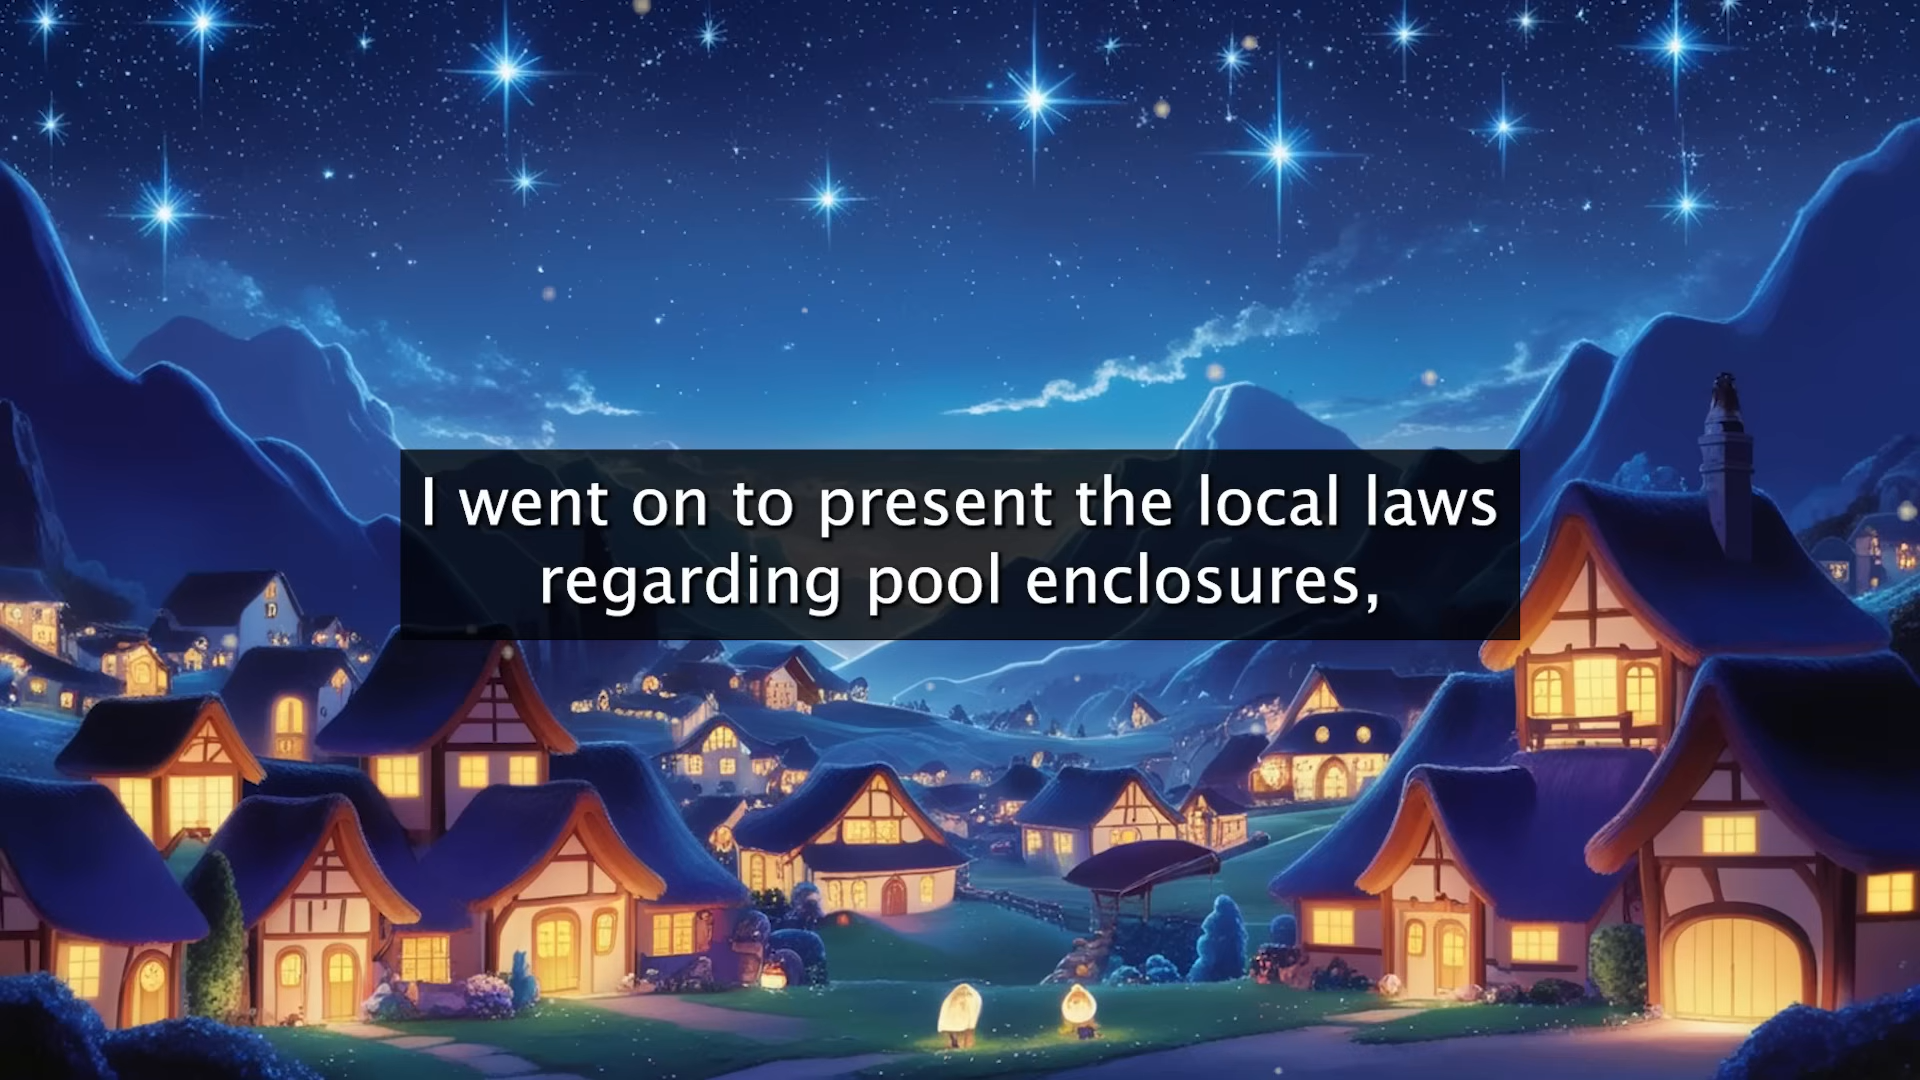 I went on to present the local laws
regarding pool enclosures,